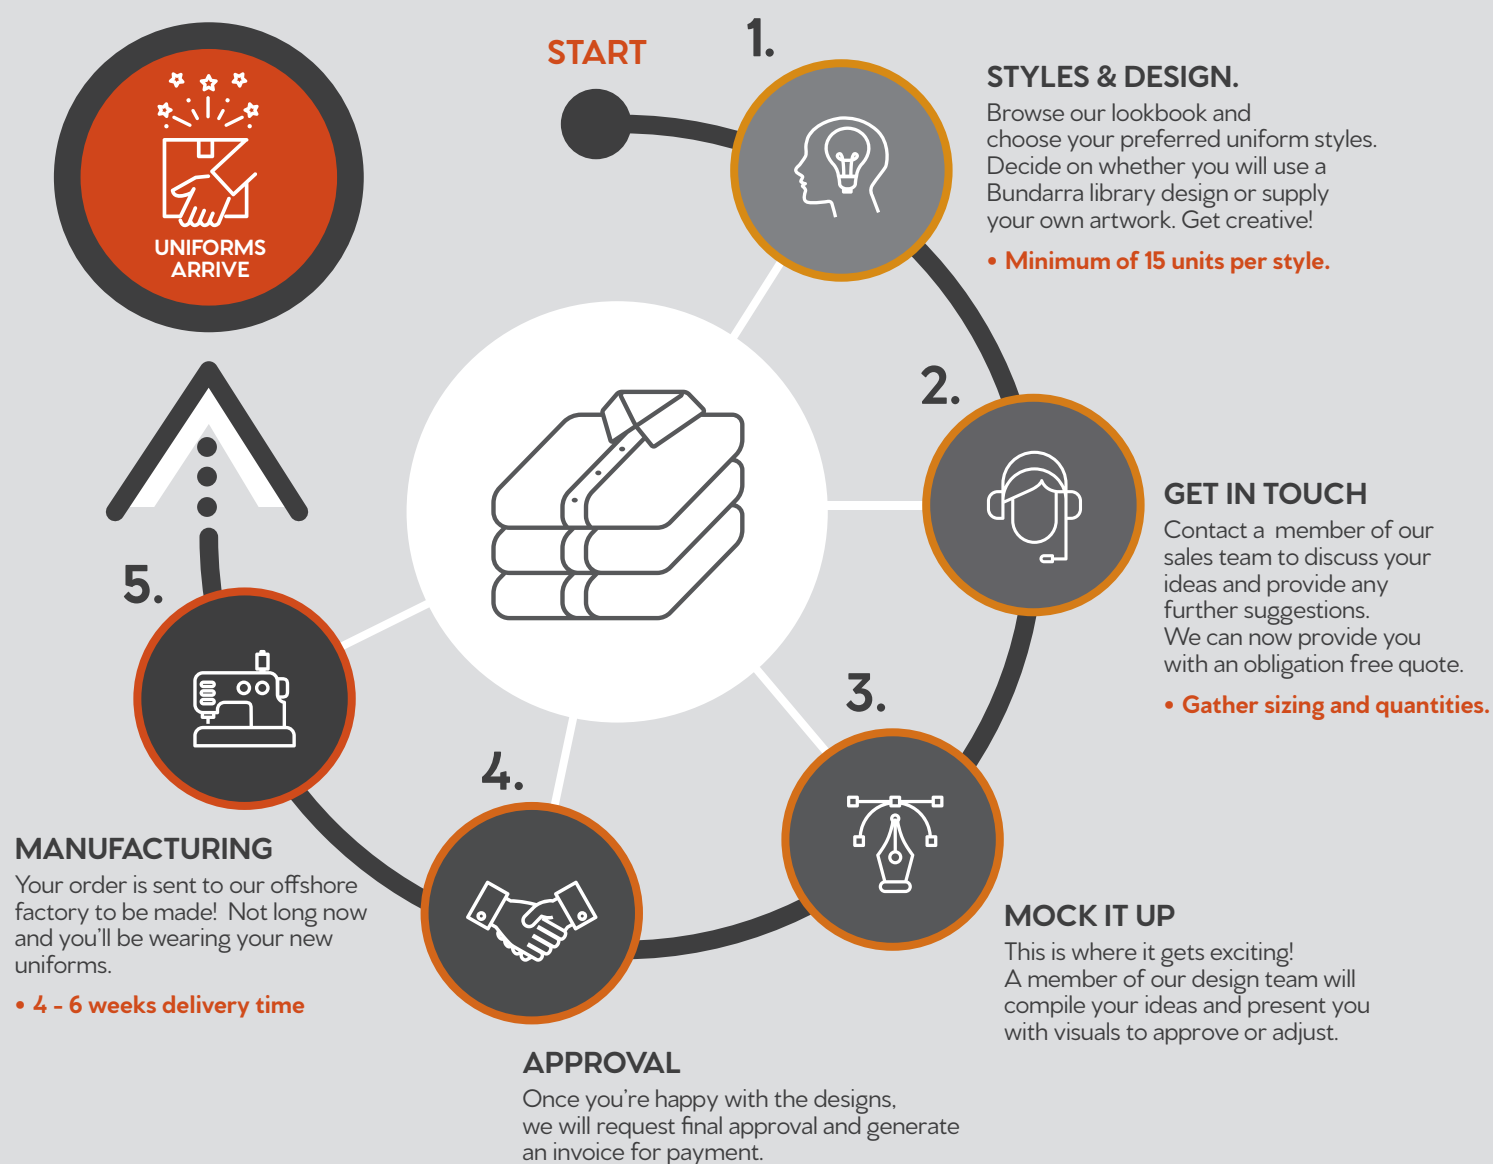 START
1.
STYLES & DESIGN.
Browse our lookbook and
choose your preferred uniform styles.
Decide on whether you will use a
Bundarra library design or supply
your own artwork. Get creative!
• Minimum of 15 units per style.
2.
GET IN TOUCH
Contact a  member of our
sales team to discuss your
ideas and provide any
further suggestions.
We can now provide you
with an obligation free quote.
• Gather sizing and quantities.
3.
MOCK IT UP
This is where it gets exciting!
A member of our design team will
compile your ideas and present you
with visuals to approve or adjust.
4.
APPROVAL
Once you're happy with the designs,
we will request final approval and generate
an invoice for payment.
5.
MANUFACTURING
Your order is sent to our offshore
factory to be made!  Not long now
and you'll be wearing your new
uniforms.
• 4 - 6 weeks delivery time
UNIFORMS
ARRIVE